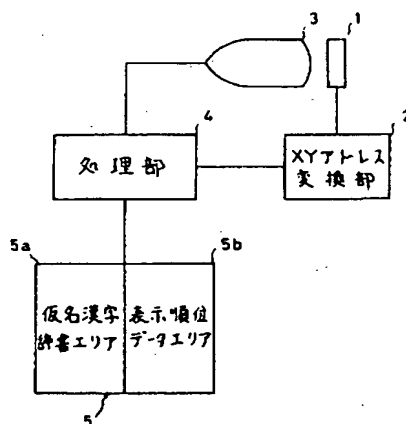 3
1
4
2
処理部
XYアドレス
変換部
5a
5b
仮名漢字
辞書エリア
表示順位
データエリア
5